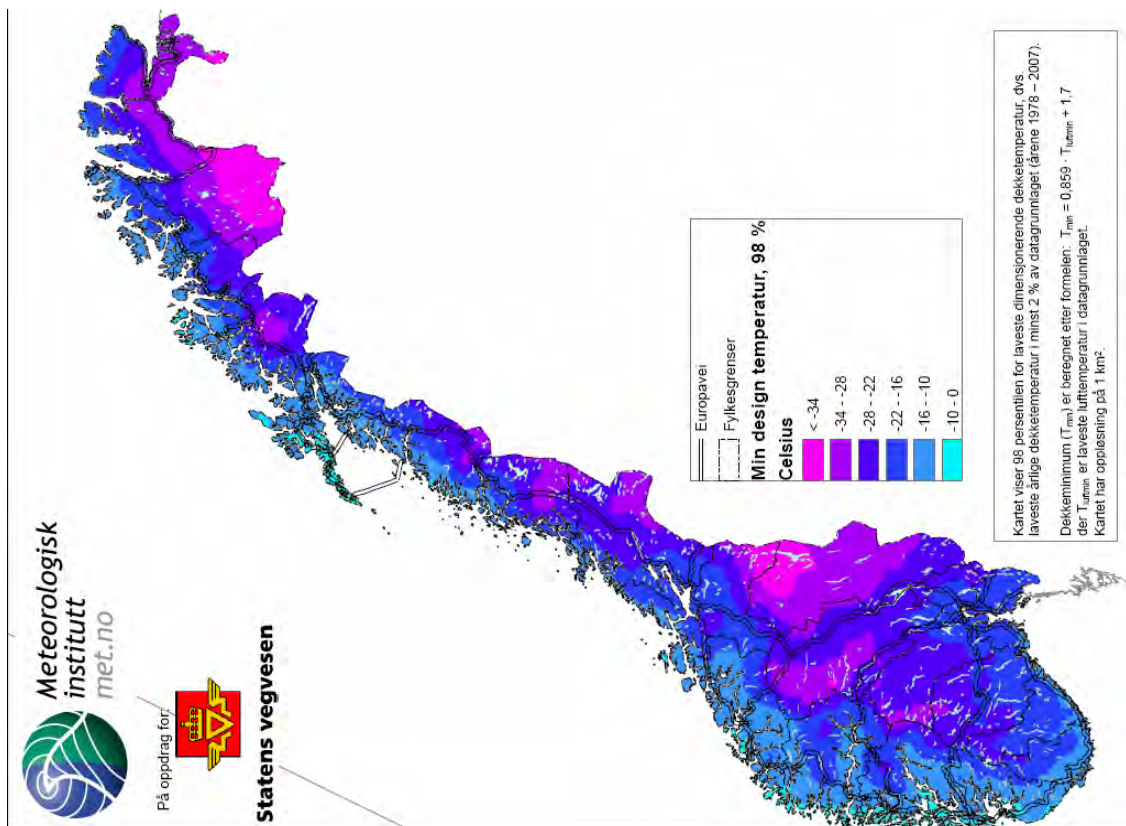 Meteorologisk
institutt
met.no
På oppdrag for:
Statens vegvesen
Europavei
Fylkesgrenser
Min design temperatur, 98 %
Celsius
< -34
-34 - -28
-28 - -22
-22 - -16
-16 - -10
-10 - 0
Kartet viser 98 persentilen for laveste dimensjonerende dekketemperatur, dvs.
laveste årlige dekketemperatur i minst 2 % av datagrunnlaget (årene 1978 – 2007).
Dekkeminimum (Tmin) er beregnet etter formelen: Tmin = 0,859 · Tluftmin + 1,7
der Tluftmin er laveste lufttemperatur i datagrunnlaget.
Kartet har oppløsning på 1 km².